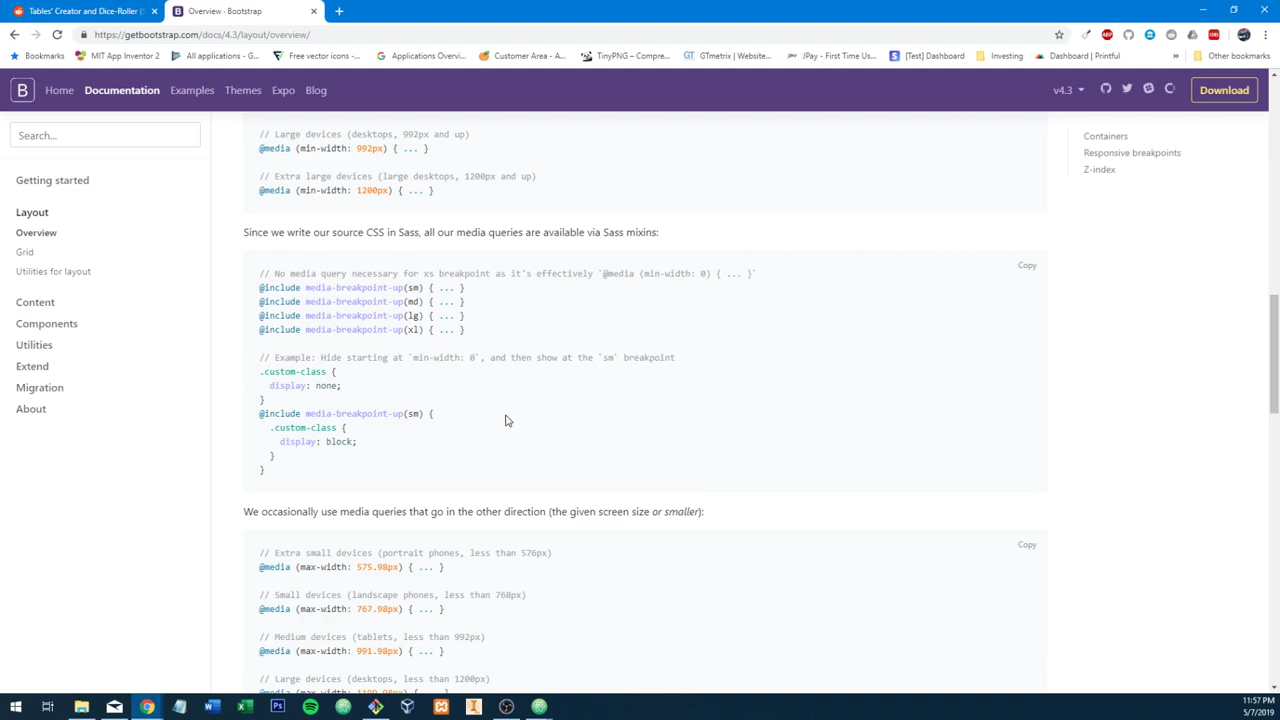 Tables' Creator and Dice-Roller (
Overview · Bootstrap
https://getbootstrap.com/docs/4.3/layout/overview/
Bookmarks
MIT App Inventor 2
All applications - G...
Free vector icons -...
Applications Overvi...
Customer Area - A...
TinyPNG – Compre...
GTmetrix | Website...
JPay - First Time Us...
[Test] Dashboard
Investing
Dashboard | Printful
»
Other bookmarks
B
Home
Documentation
Examples
Themes
Expo
Blog
v4.3
Download
Search...
Getting started
Layout
Overview
Grid
Utilities for layout
Content
Components
Utilities
Extend
Migration
About
// Large devices (desktops, 992px and up)
@media (min-width: 992px) { ... }
// Extra large devices (large desktops, 1200px and up)
@media (min-width: 1200px) { ... }
Since we write our source CSS in Sass, all our media queries are available via Sass mixins:
Copy
// No media query necessary for xs breakpoint as it's effectively `@media (min-width: 0) { ... }`
@include media-breakpoint-up(sm) { ... }
@include media-breakpoint-up(md) { ... }
@include media-breakpoint-up(lg) { ... }
@include media-breakpoint-up(xl) { ... }
// Example: Hide starting at `min-width: 0`, and then show at the `sm` breakpoint
.custom-class {
display: none;
}
@include media-breakpoint-up(sm) {
.custom-class {
display: block;
}
}
We occasionally use media queries that go in the other direction (the given screen size or smaller):
Copy
// Extra small devices (portrait phones, less than 576px)
@media (max-width: 575.98px) { ... }
// Small devices (landscape phones, less than 768px)
@media (max-width: 767.98px) { ... }
// Medium devices (tablets, less than 992px)
@media (max-width: 991.98px) { ... }
// Large devices (desktops, less than 1200px)
@media (max-width: 1199.98px) { ... }
Containers
Responsive breakpoints
Z-index
11:57 PM
5/7/2019